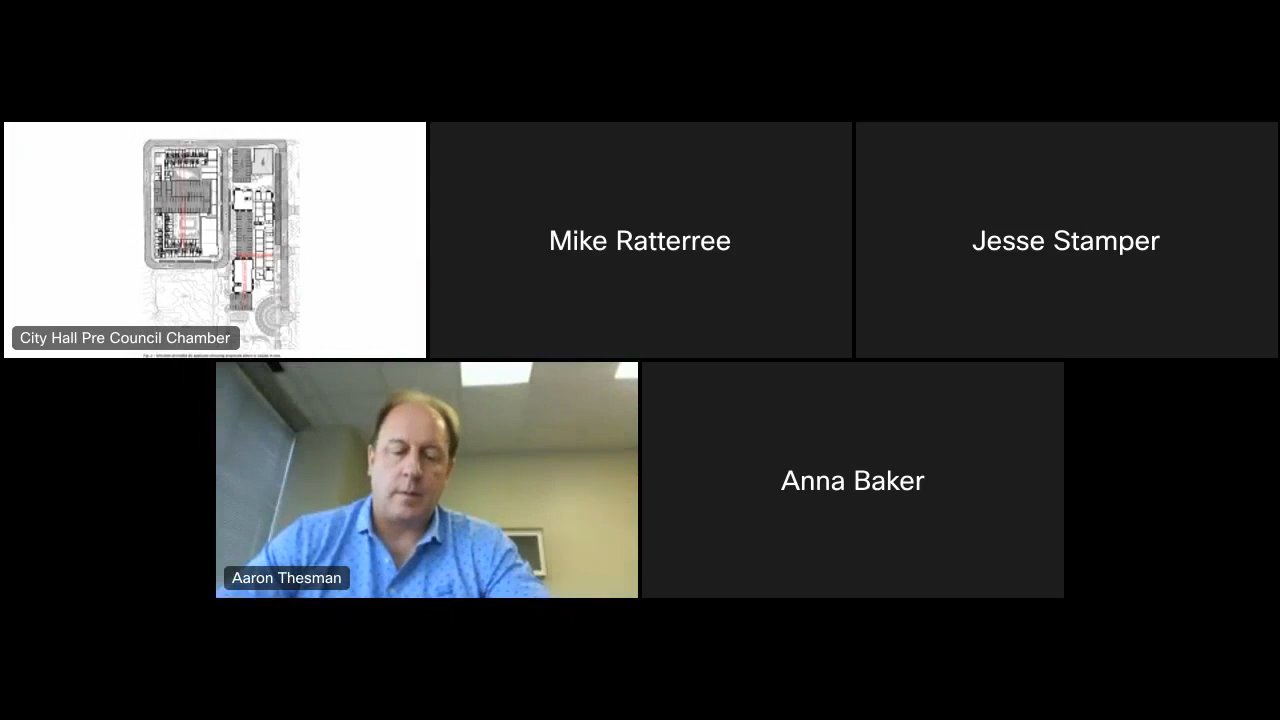 Mike Ratterree
Jesse Stamper
City Hall Pre Council Chamber
Aaron Thesman
Anna Baker